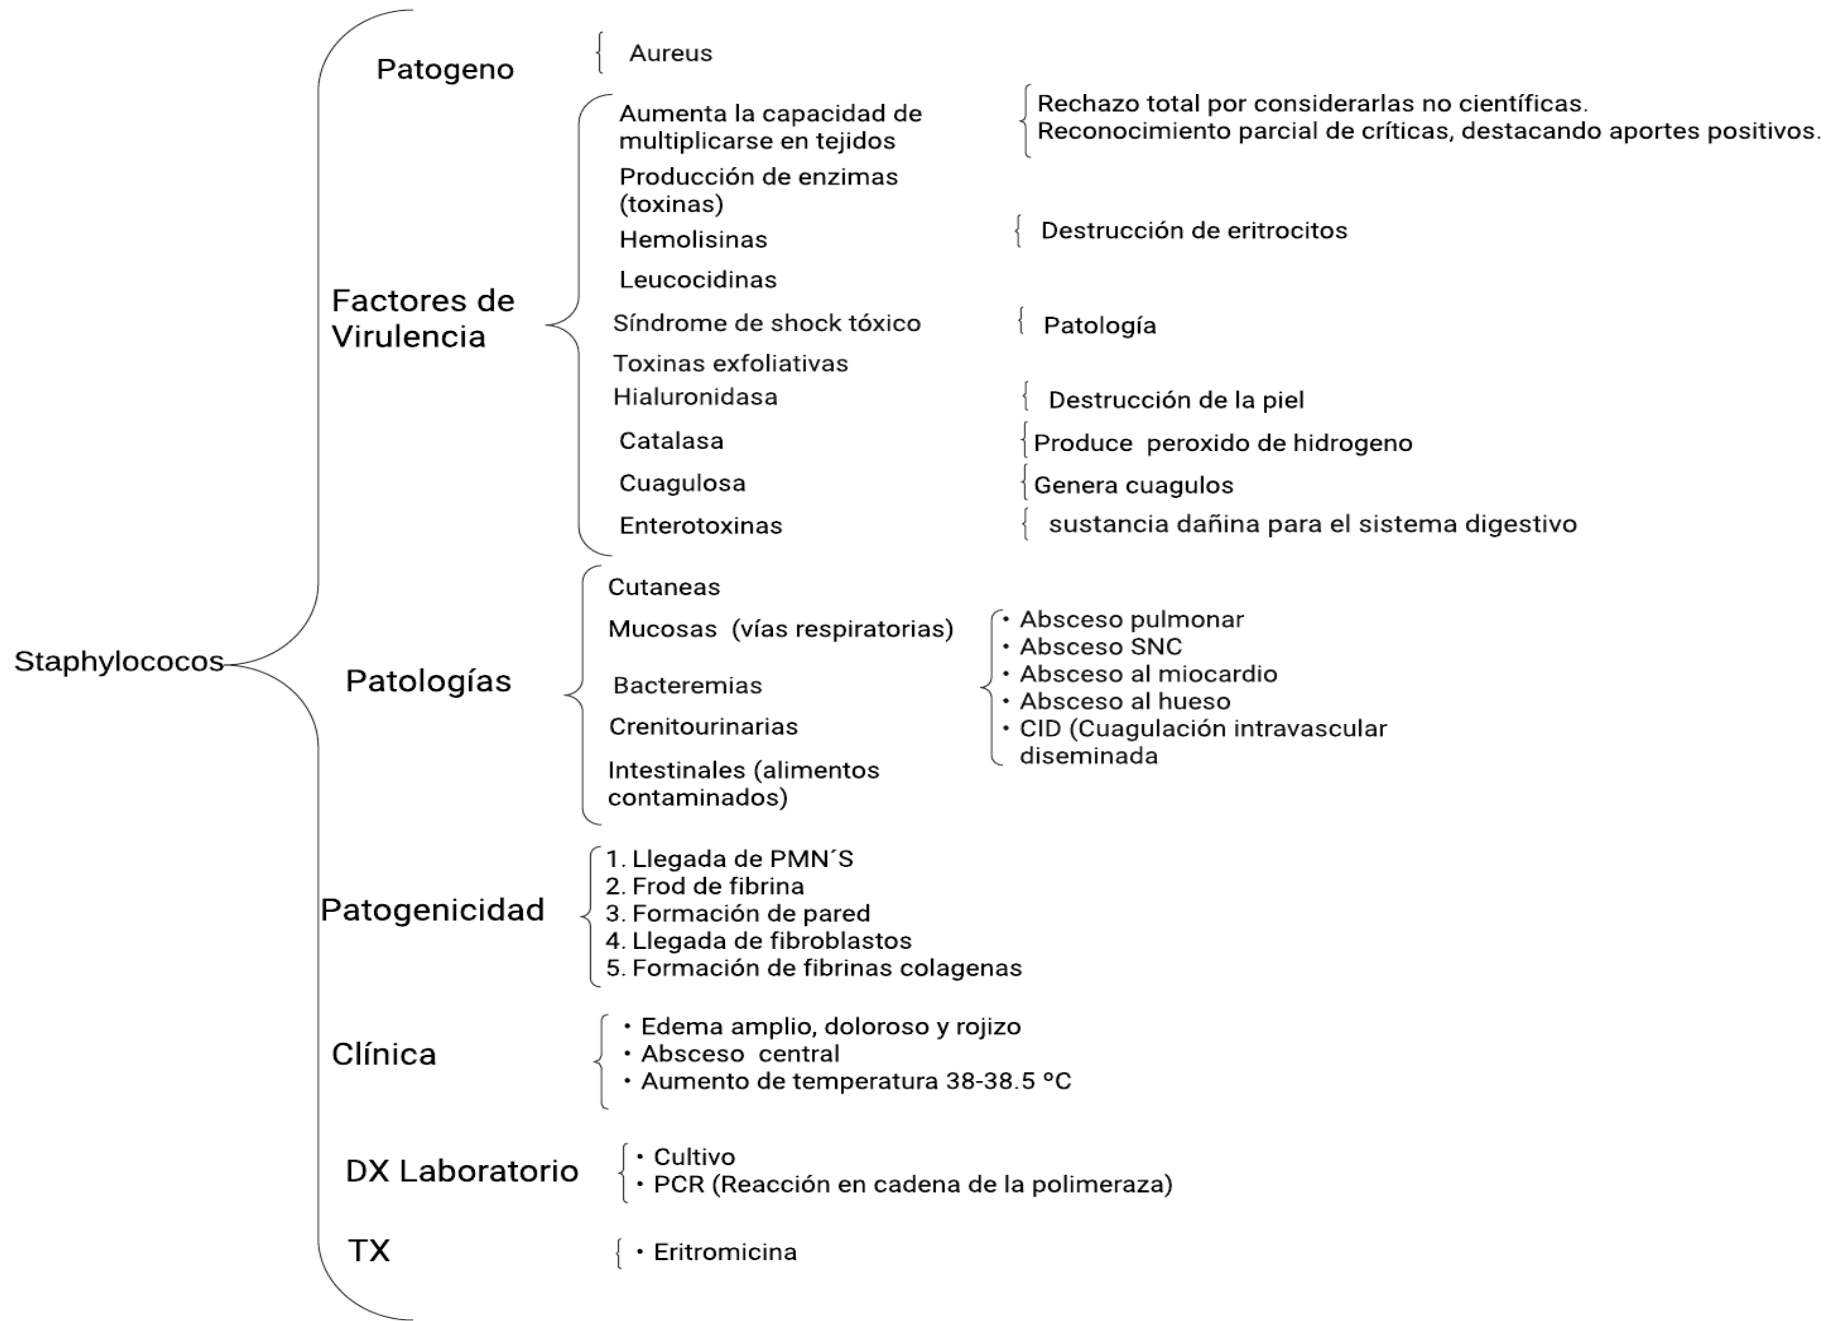 Staphylococos
Patogeno
Aureus
Factores de
Virulencia
Aumenta la capacidad de
multiplicarse en tejidos
Rechazo total por considerarlas no científicas.
Reconocimiento parcial de críticas, destacando aportes positivos.
Producción de enzimas
(toxinas)
Hemolisinas
Destrucción de eritrocitos
Leucocidinas
Síndrome de shock tóxico
Patología
Toxinas exfoliativas
Hialuronidasa
Destrucción de la piel
Catalasa
Produce peroxido de hidrogeno
Cuagulosa
Genera cuagulos
Enterotoxinas
sustancia dañina para el sistema digestivo
Patologías
Cutaneas
Mucosas (vías respiratorias)
Bacteremias
• Absceso pulmonar
• Absceso SNC
• Absceso al miocardio
• Absceso al hueso
• CID (Cuagulación intravascular
diseminada
Crenitourinarias
Intestinales (alimentos
contaminados)
Patogenicidad
1. Llegada de PMN´S
2. Frod de fibrina
3. Formación de pared
4. Llegada de fibroblastos
5. Formación de fibrinas colagenas
Clínica
• Edema amplio, doloroso y rojizo
• Absceso central
• Aumento de temperatura 38-38.5 ºC
DX Laboratorio
• Cultivo
• PCR (Reacción en cadena de la polimeraza)
TX
• Eritromicina